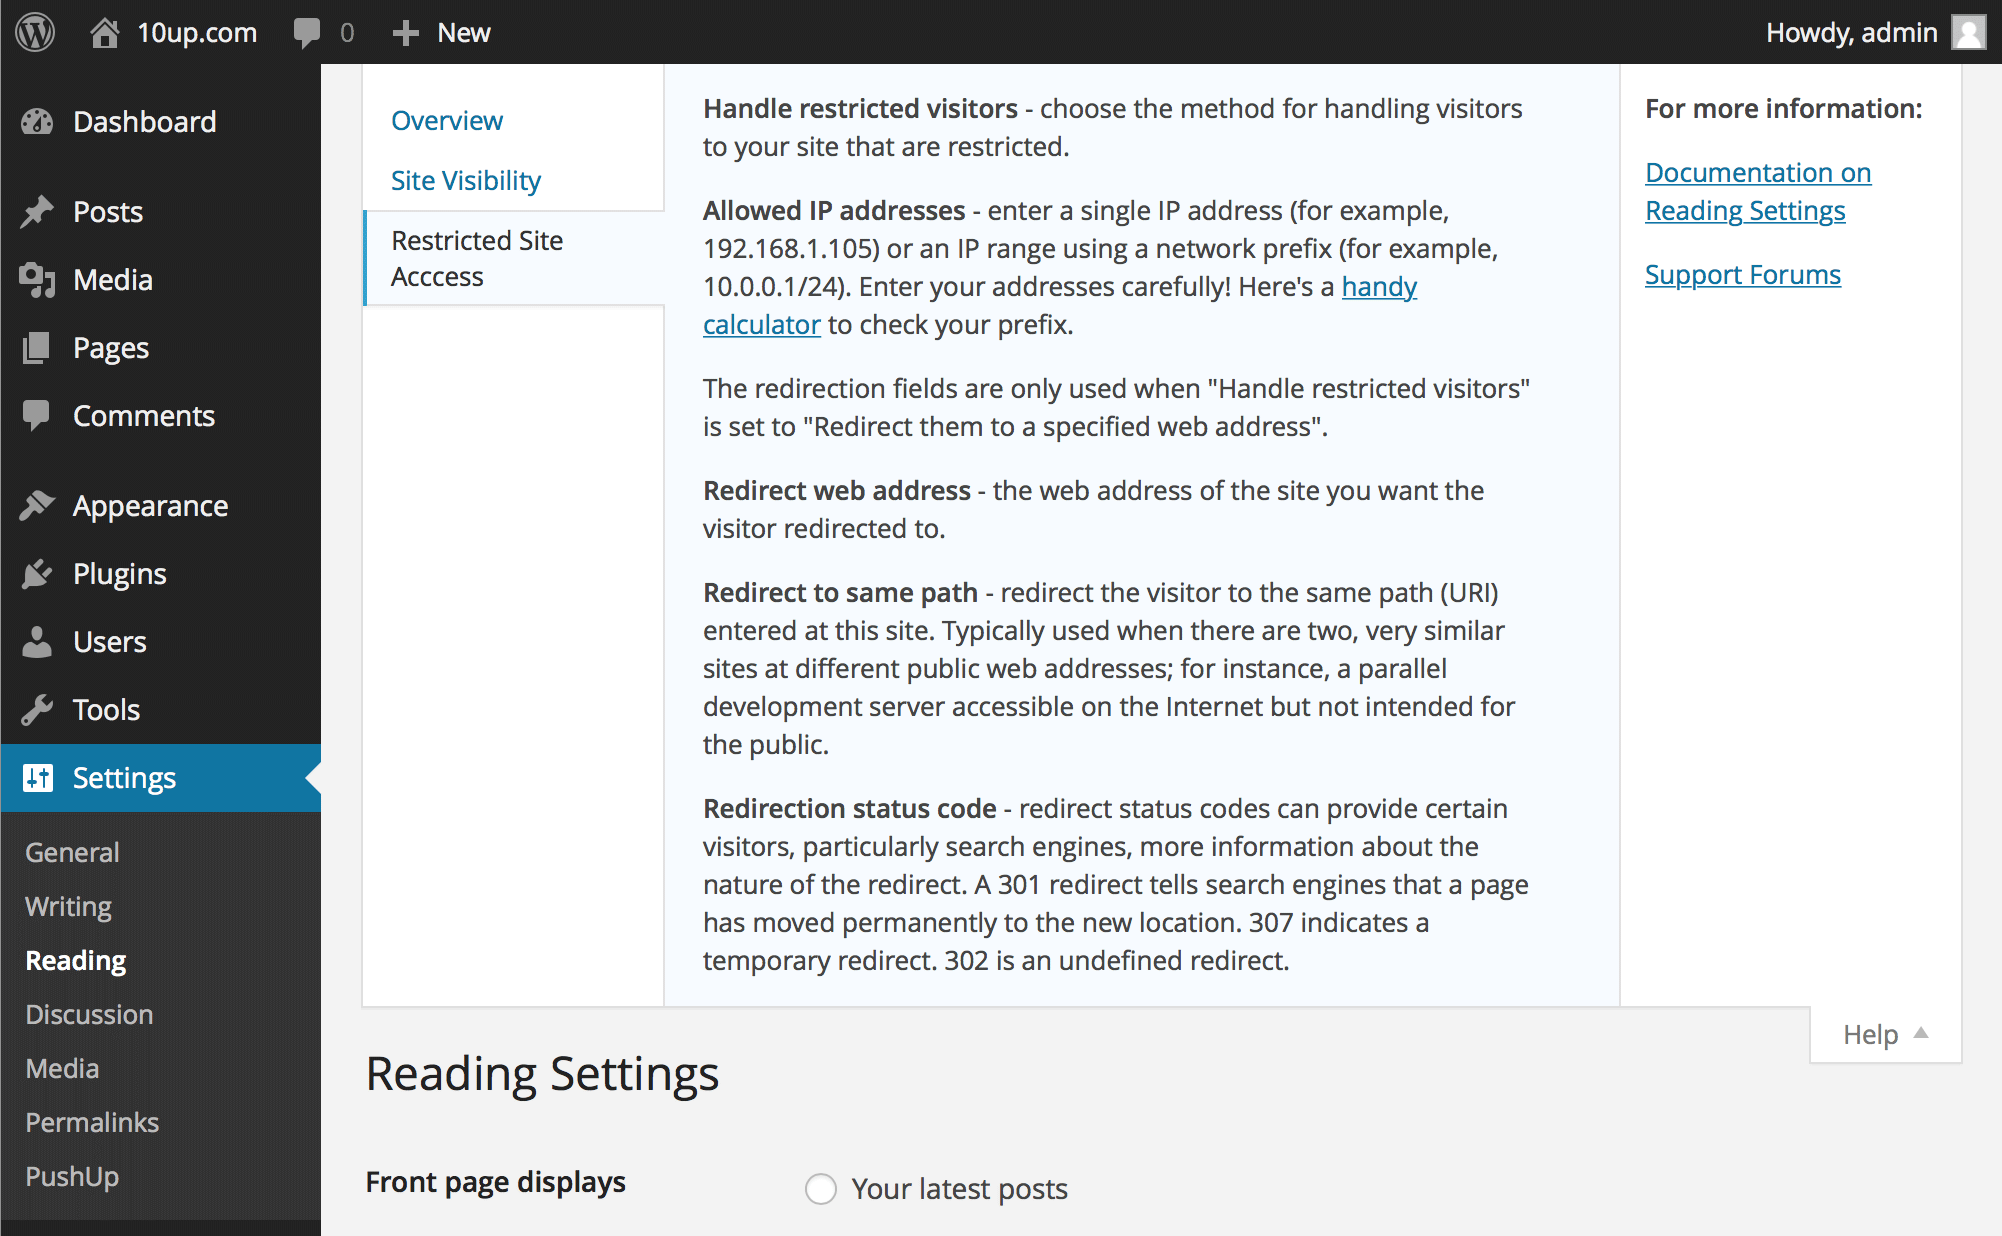 10up.com
0
New
Howdy, admin
Dashboard
Posts
Media
Pages
Comments
Appearance
Plugins
Users
Tools
Settings
General
Writing
Reading
Discussion
Media
Permalinks
PushUp
Overview
Site Visibility
Restricted Site
Acccess
Handle restricted visitors - choose the method for handling visitors
to your site that are restricted.
Allowed IP addresses - enter a single IP address (for example,
192.168.1.105) or an IP range using a network prefix (for example,
10.0.0.1/24). Enter your addresses carefully! Here's a handy
calculator to check your prefix.
The redirection fields are only used when "Handle restricted visitors"
is set to "Redirect them to a specified web address".
Redirect web address - the web address of the site you want the
visitor redirected to.
Redirect to same path - redirect the visitor to the same path (URI)
entered at this site. Typically used when there are two, very similar
sites at different public web addresses; for instance, a parallel
development server accessible on the Internet but not intended for
the public.
Redirection status code - redirect status codes can provide certain
visitors, particularly search engines, more information about the
nature of the redirect. A 301 redirect tells search engines that a page
has moved permanently to the new location. 307 indicates a
temporary redirect. 302 is an undefined redirect.
For more information:
Documentation on
Reading Settings
Support Forums
Help
Reading Settings
Front page displays
Your latest posts